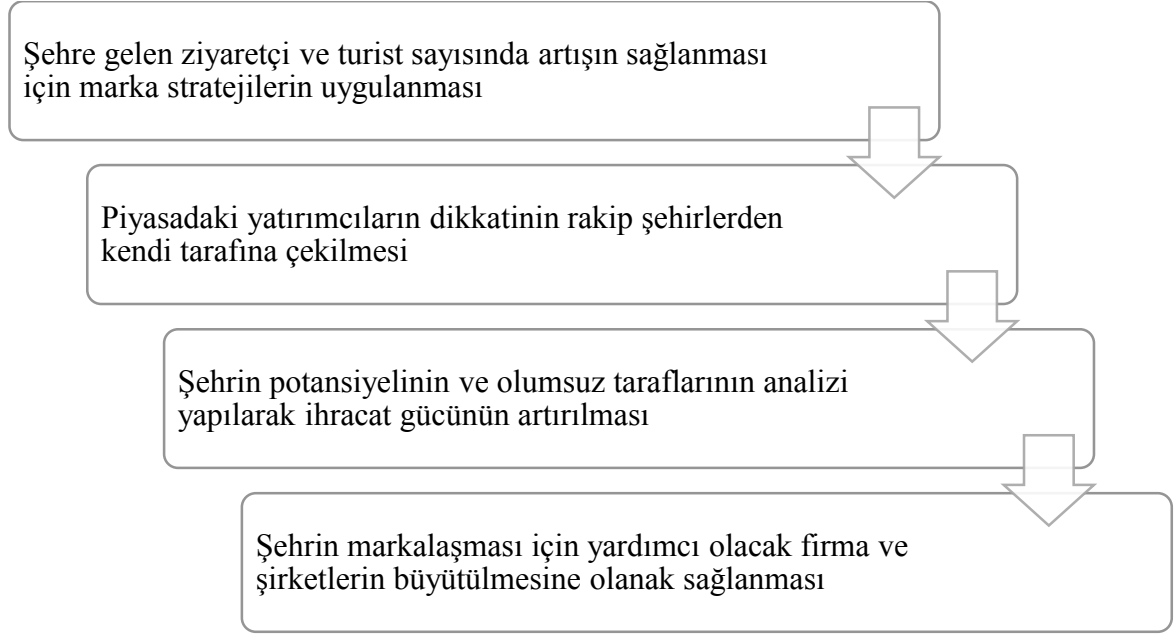 Şehre gelen ziyaretçi ve turist sayısında artışın sağlanması
için marka stratejilerin uygulanması
Piyasadaki yatırımcıların dikkatinin rakip şehirlerden
kendi tarafına çekilmesi
Şehrin potansiyelinin ve olumsuz taraflarının analizi
yapılarak ihracat gücünün artırılması
Şehrin markalaşması için yardımcı olacak firma ve
şirketlerin büyütülmesine olanak sağlanması